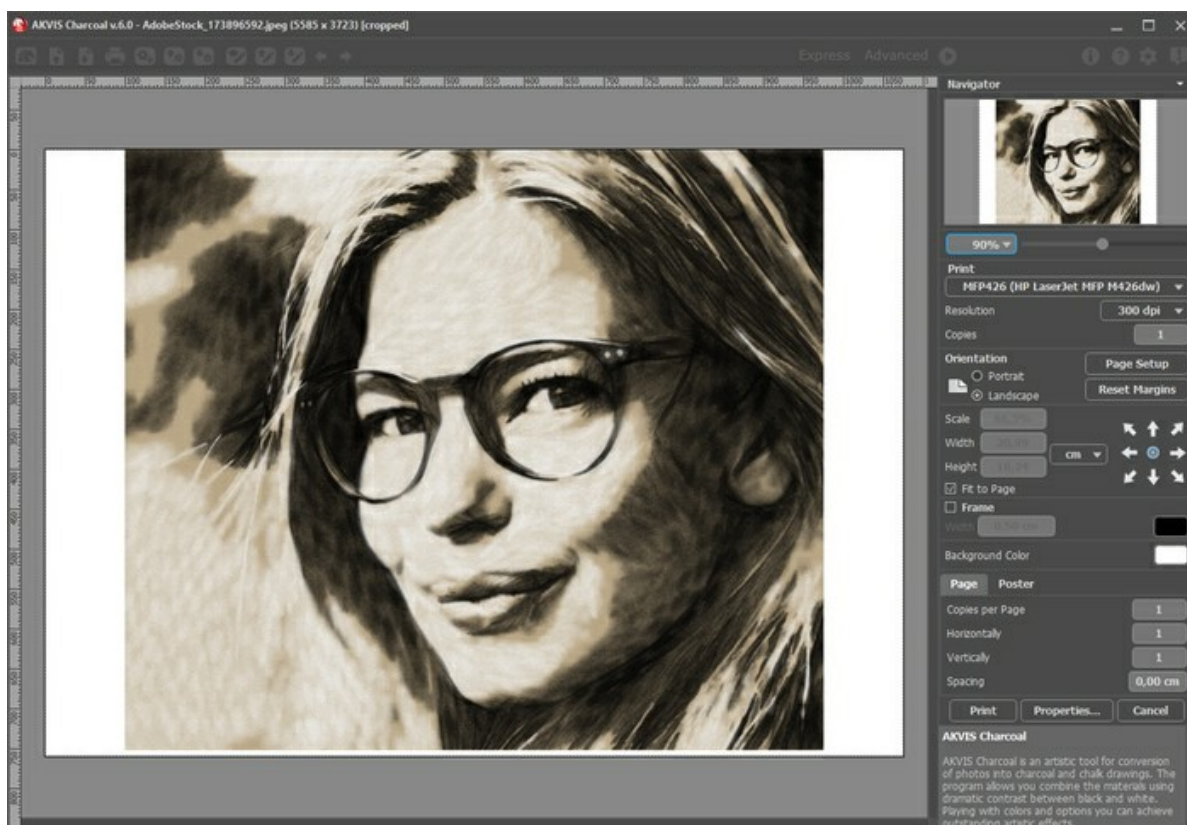 AKVIS Charcoal v.6.0 - AdobeStock_173896592.jpeg (5585 x 3723) [cropped]
Express Advanced
Navigator
90%
Print
MFP426 (HP LaserJet MFP M426dw)
Resolution 300 dpi
Copies 1
Orientation
Portrait
Landscape
Page Setup
Reset Margins
Scale
Width
Height
cm
Fit to Page
Frame
Width
Background Color
Page Poster
Copies per Page 1
Horizontally 1
Vertically 1
Spacing 0,00 cm
Print Properties... Cancel
AKVIS Charcoal
AKVIS Charcoal is an artistic tool for conversion
of photos into charcoal and chalk drawings. The
program allows you combine the materials using
dramatic contrast between black and white.
Playing with colors and options you can achieve
outstanding artistic effects.